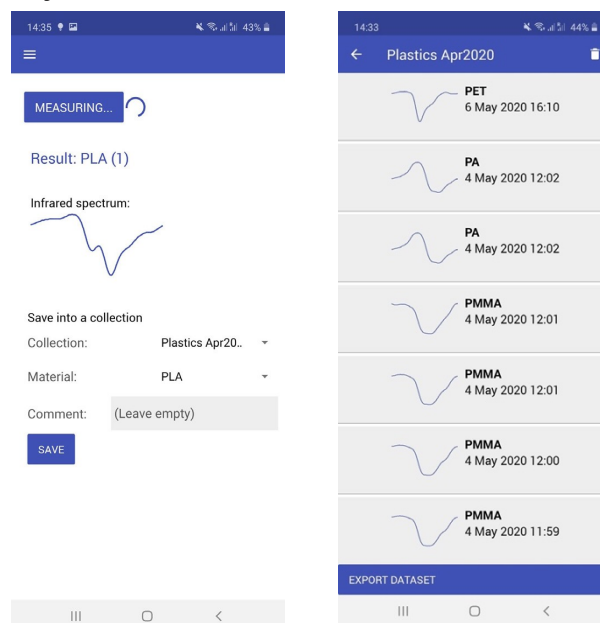 14:35
43%
MEASURING...
Result: PLA (1)
Infrared spectrum:
Save into a collection
Collection: Plastics Apr20..
Material: PLA
Comment: (Leave empty)
SAVE
14:33
44%
Plastics Apr2020
PET
6 May 2020 16:10
PA
4 May 2020 12:02
PA
4 May 2020 12:02
PMMA
4 May 2020 12:01
PMMA
4 May 2020 12:01
PMMA
4 May 2020 12:00
PMMA
4 May 2020 11:59
EXPORT DATASET